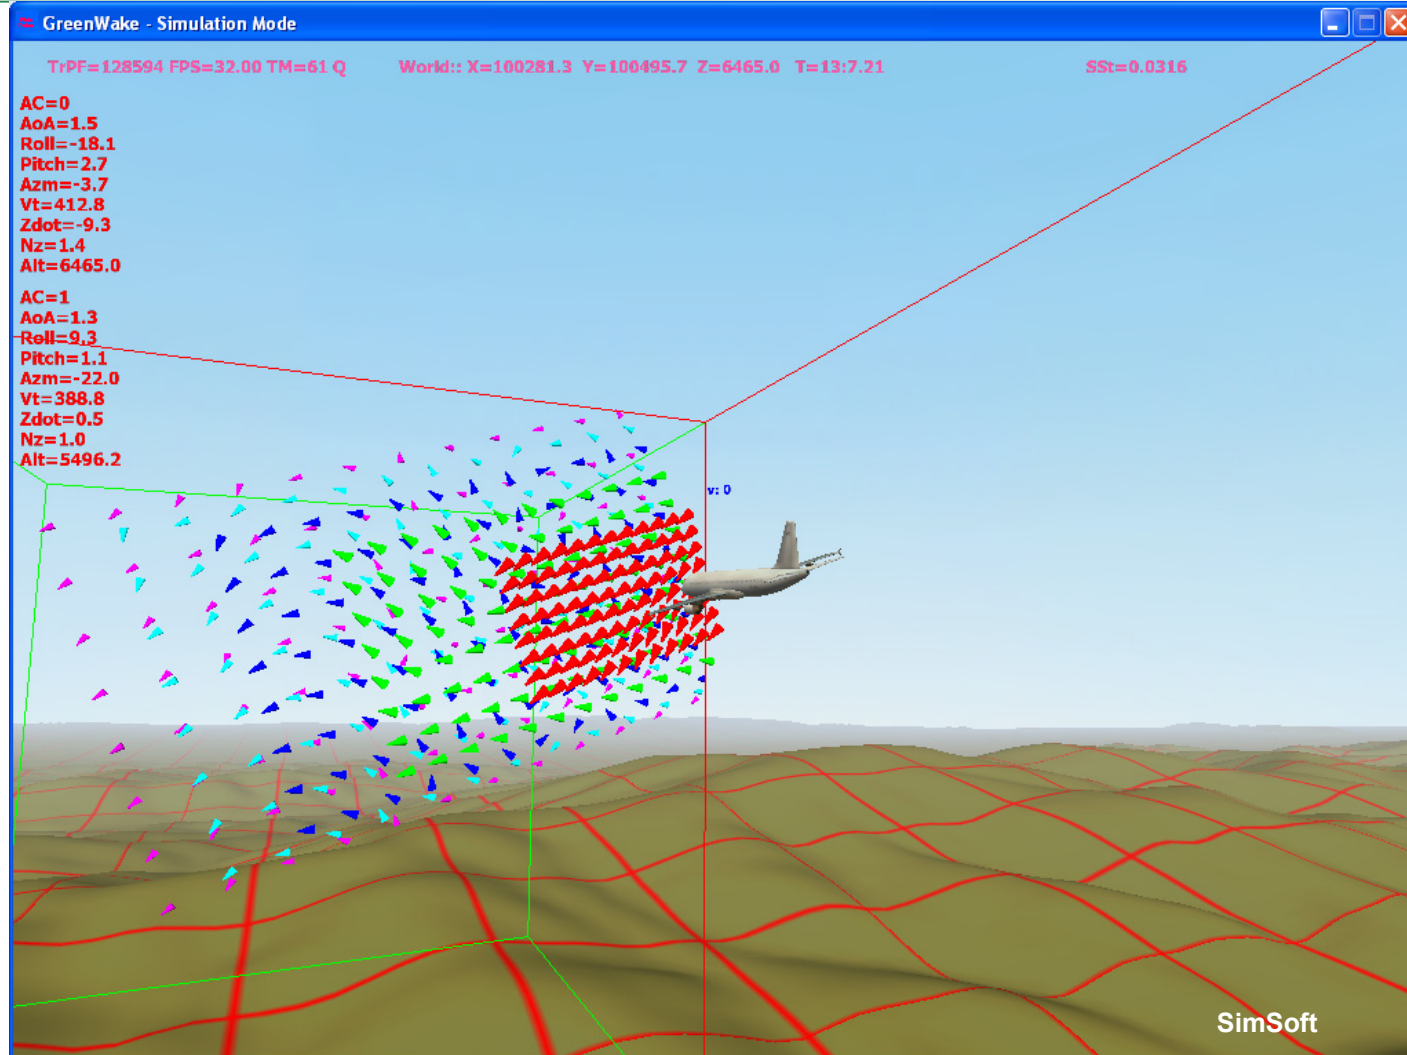 GreenWake - Simulation Mode
TrPF=128594 FPS=32.00 TM=61 Q World:: X=100281.3 Y=100495.7 Z=6465.0 T=13:7.21 SSt=0.0316
AC=0
AoA=1.5
Roll=-18.1
Pitch=2.7
Azm=-3.7
Vt=412.8
Zdot=-9.3
Nz=1.4
Alt=6465.0
AC=1
AoA=1.3
Roll=9.3
Pitch=1.1
Azm=-22.0
Vt=388.8
Zdot=0.5
Nz=1.0
Alt=5496.2
v: 0
SimSoft